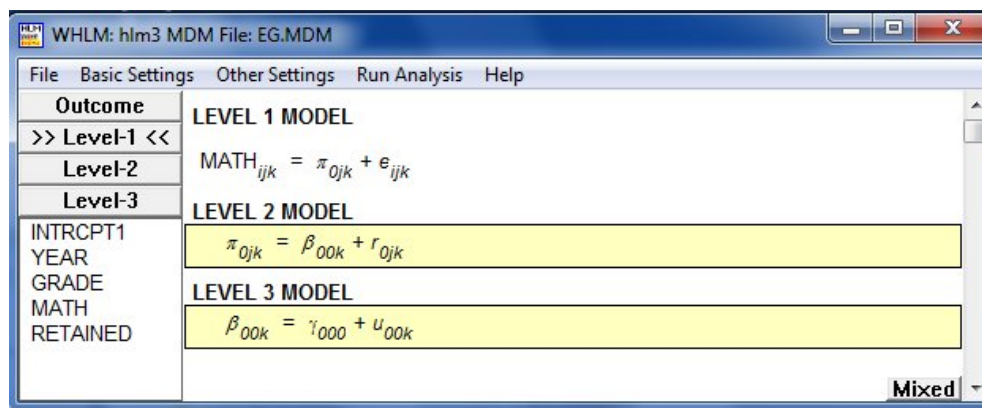 WHLM: hlm3 MDM File: EG.MDM
File Basic Settings Other Settings Run Analysis Help
Outcome
>> Level-1 <<
Level-2
Level-3
INTRCPT1
YEAR
GRADE
MATH
RETAINED
LEVEL 1 MODEL
MATH_ijk = π_0jk + e_ijk
LEVEL 2 MODEL
π_0jk = β_00k + r_0jk
LEVEL 3 MODEL
β_00k = γ_000 + u_00k
Mixed